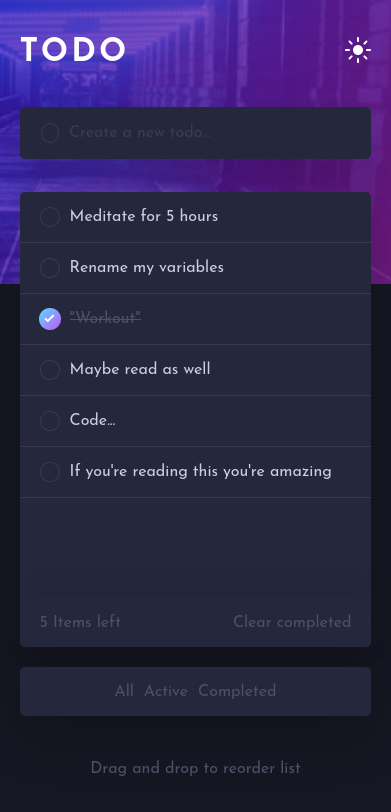 TODO
Create a new todo...
Meditate for 5 hours
Rename my variables
"Workout"
Maybe read as well
Code...
If you're reading this you're amazing
5 Items left Clear completed
All Active Completed
Drag and drop to reorder list